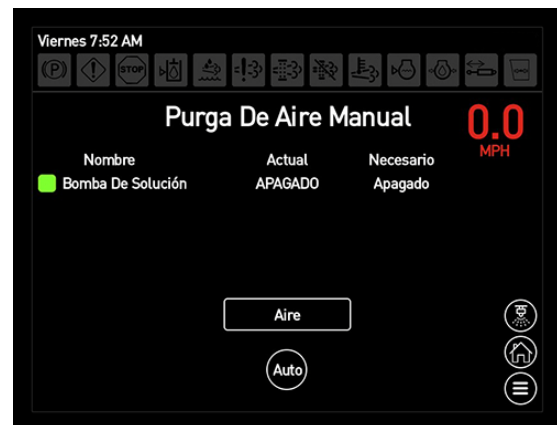 Viernes 7:52 AM
P STOP
Purga De Aire Manual
0.0
MPH
Nombre Actual Necesario
Bomba De Solución APAGADO Apagado
Aire
Auto